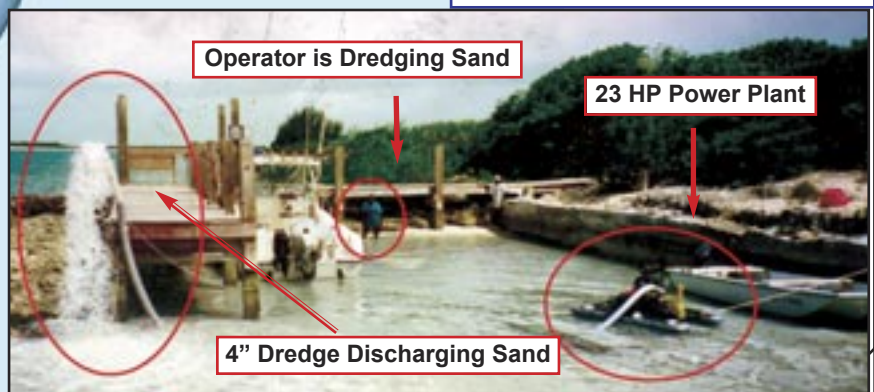 Operator is Dredging Sand
23 HP Power Plant
4” Dredge Discharging Sand